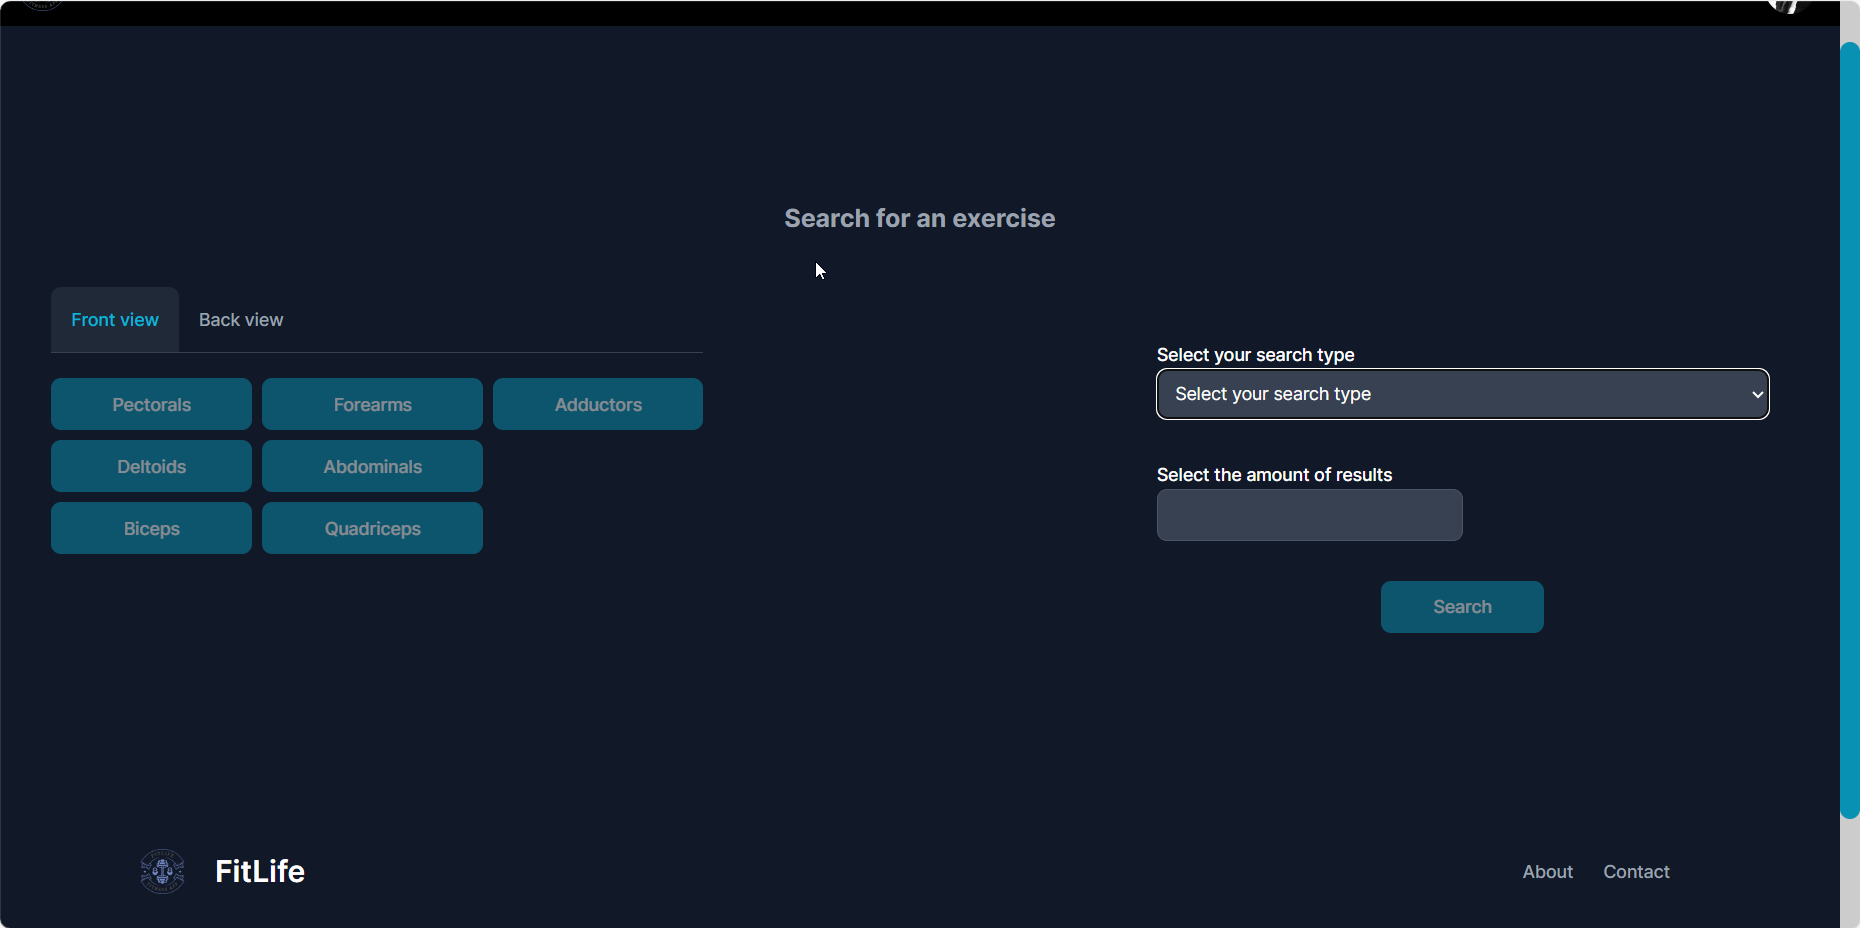 Search for an exercise
Front view
Back view
Pectorals
Forearms
Adductors
Deltoids
Abdominals
Biceps
Quadriceps
Select your search type
Select your search type
Select the amount of results
Search
FitLife
About
Contact